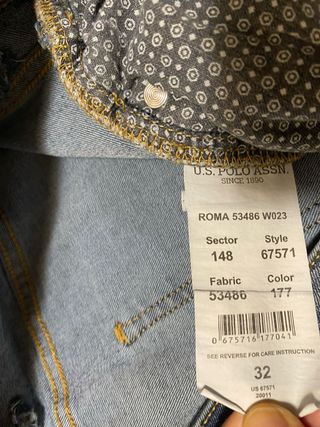 U.S. POLO ASSN.
SINCE 1890
ROMA 53486 W023
Sector Style
148 67571
Fabric Color
53486 177
0 675716 177041
SEE REVERSE FOR CARE INSTRUCTION
32
US 67571
20011